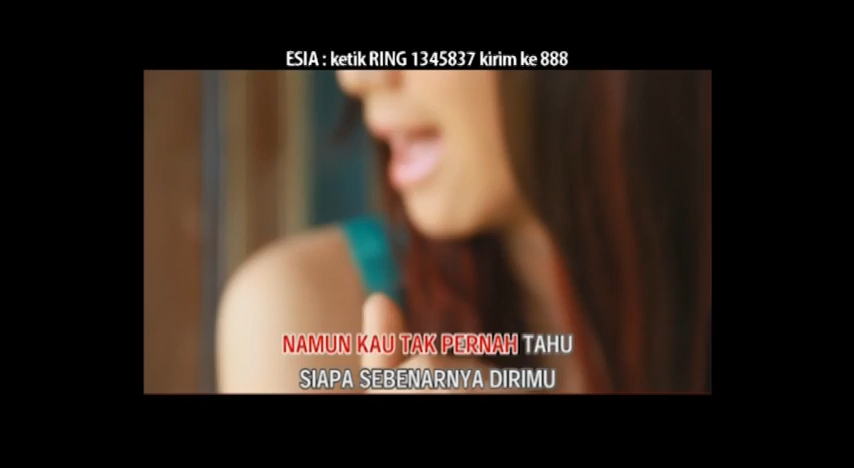 ESIA : ketik RING 1345837 kirim ke 888
NAMUN KAU TAK PERNAH TAHU
SIAPA SEBENARNYA DIRIMU